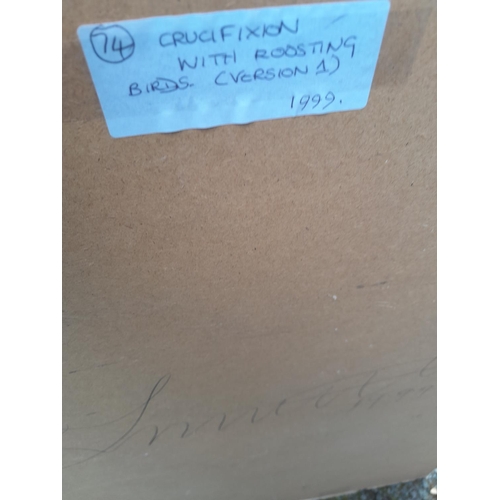 74 CRUCIFIXION
WITH ROOSTING
BIRDS. (VERSION 1)
1999.